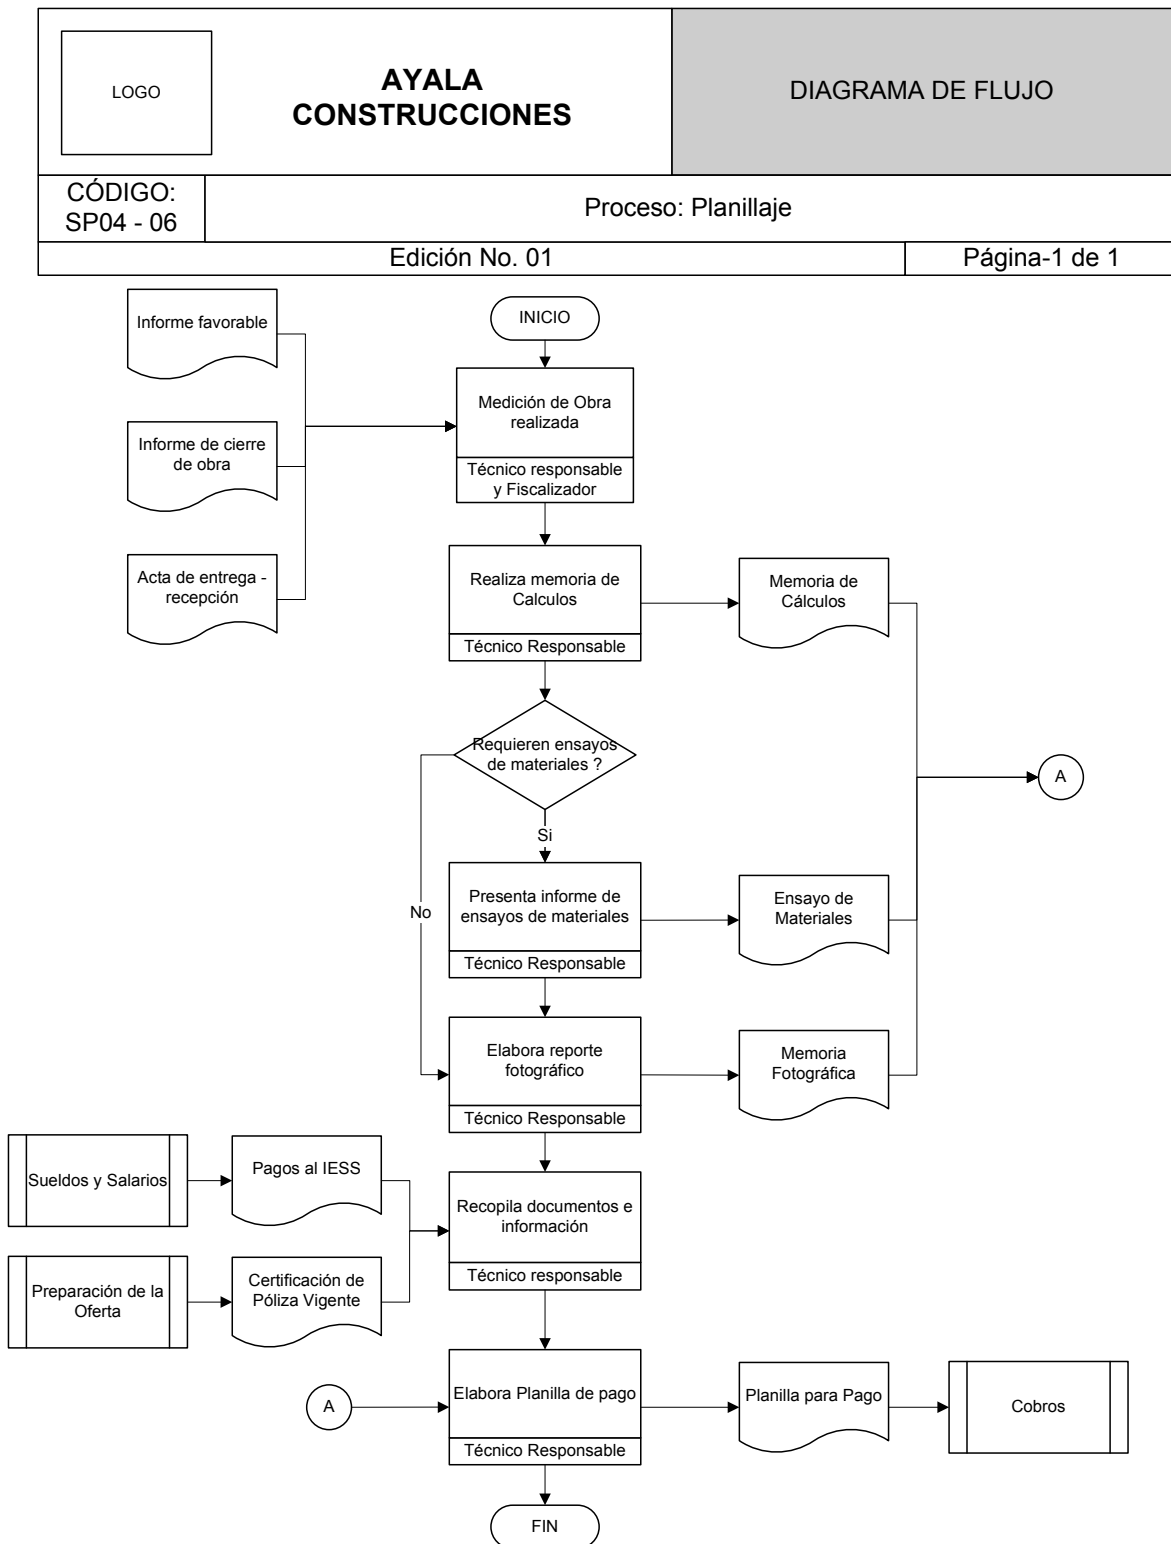 LOGO
AYALA
CONSTRUCCIONES
DIAGRAMA DE FLUJO
CÓDIGO:
SP04 - 06
Proceso: Planillaje
Edición No. 01
Página-1 de 1
Informe favorable
INICIO
Medición de Obra
realizada
Técnico responsable
y Fiscalizador
Informe de cierre
de obra
Acta de entrega -
recepción
Realiza memoria de
Calculos
Técnico Responsable
Memoria de
Cálculos
Requieren ensayos
de materiales ?
A
Si
No
Presenta informe de
ensayos de materiales
Técnico Responsable
Ensayo de
Materiales
Elabora reporte
fotográfico
Técnico Responsable
Memoria
Fotográfica
Sueldos y Salarios
Pagos al IESS
Recopila documentos e
información
Técnico responsable
Preparación de la
Oferta
Certificación de
Póliza Vigente
A
Elabora Planilla de pago
Técnico Responsable
Planilla para Pago
Cobros
FIN